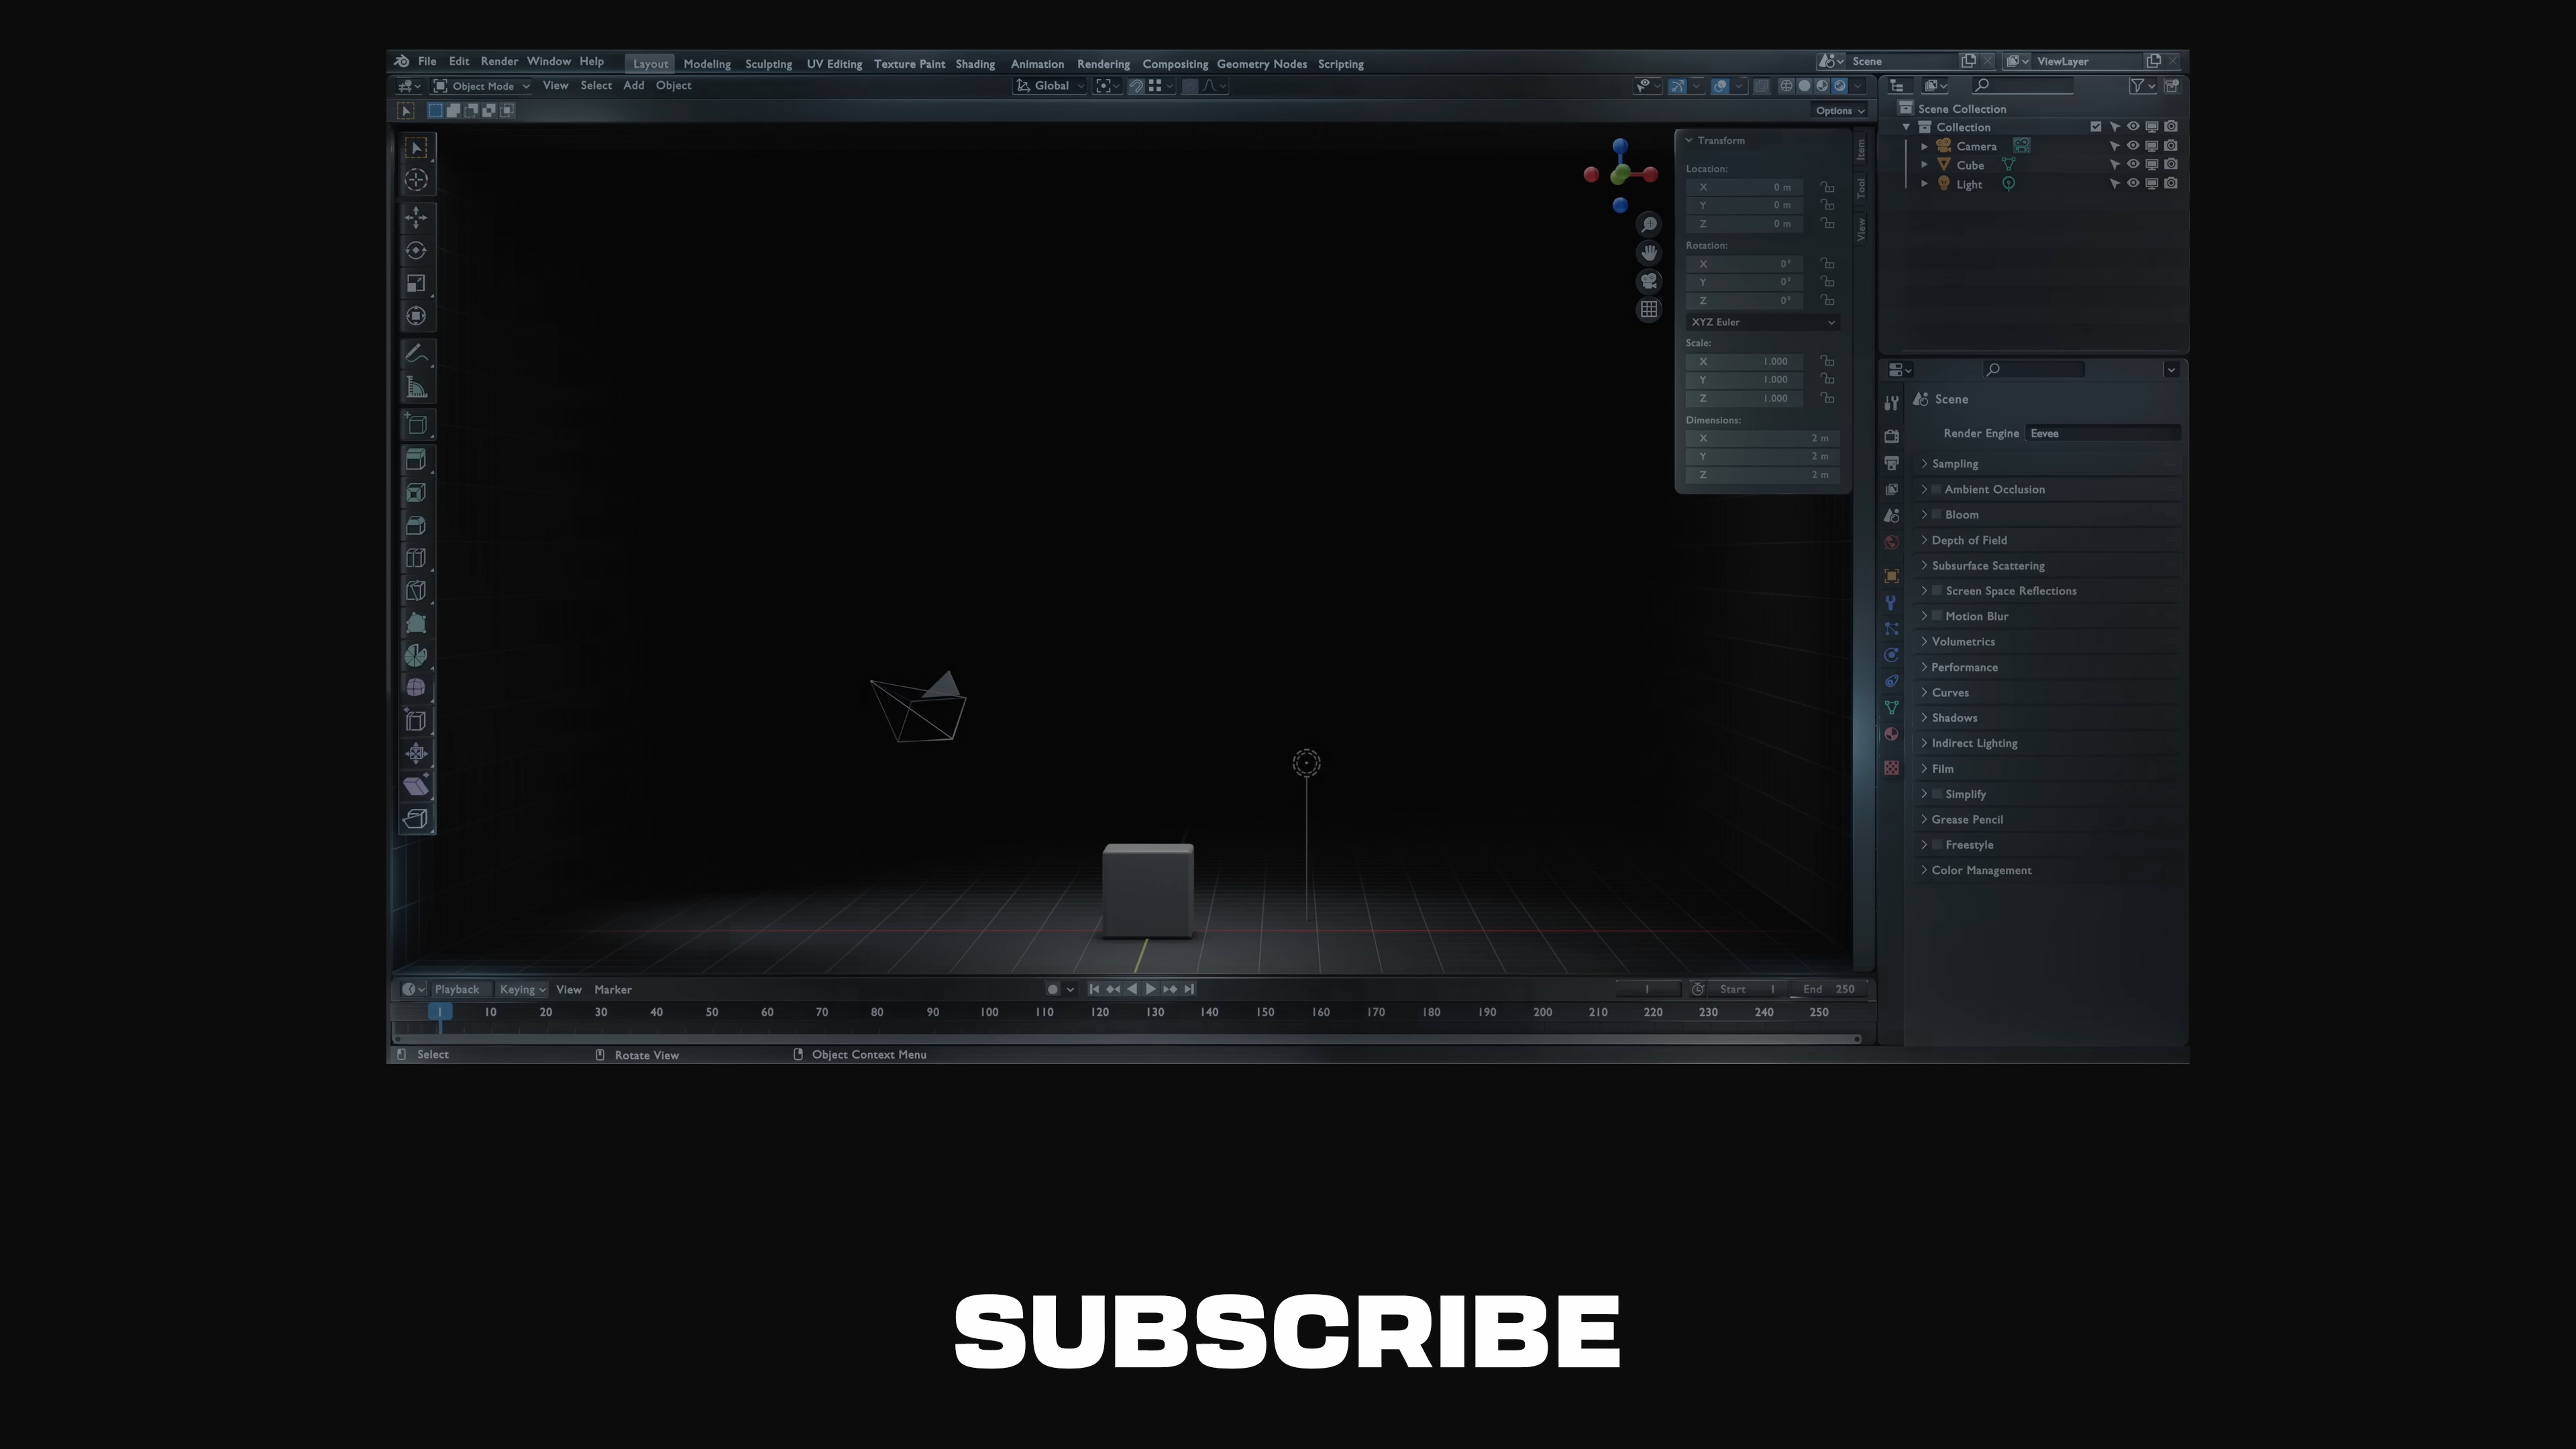 File Edit Render Window Help Layout Modeling Sculpting UV Editing Texture Paint Shading Animation Rendering Compositing Geometry Nodes Scripting Scene ViewLayer
Object Mode View Select Add Object Global
Options
Scene Collection
Collection
Camera
Cube
Light
Transform
Location:
X 0 m
Y 0 m
Z 0 m
Rotation:
X 0°
Y 0°
Z 0°
XYZ Euler
Scale:
X 1.000
Y 1.000
Z 1.000
Dimensions:
X 2 m
Y 2 m
Z 2 m
Item
Tool
View
Scene
Render Engine Eevee
Sampling
Ambient Occlusion
Bloom
Depth of Field
Subsurface Scattering
Screen Space Reflections
Motion Blur
Volumetrics
Performance
Curves
Shadows
Indirect Lighting
Film
Simplify
Grease Pencil
Freestyle
Color Management
Playback Keying View Marker 1 Start 1 End 250
1 10 20 30 40 50 60 70 80 90 100 110 120 130 140 150 160 170 180 190 200 210 220 230 240 250
Select Rotate View Object Context Menu
SUBSCRIBE